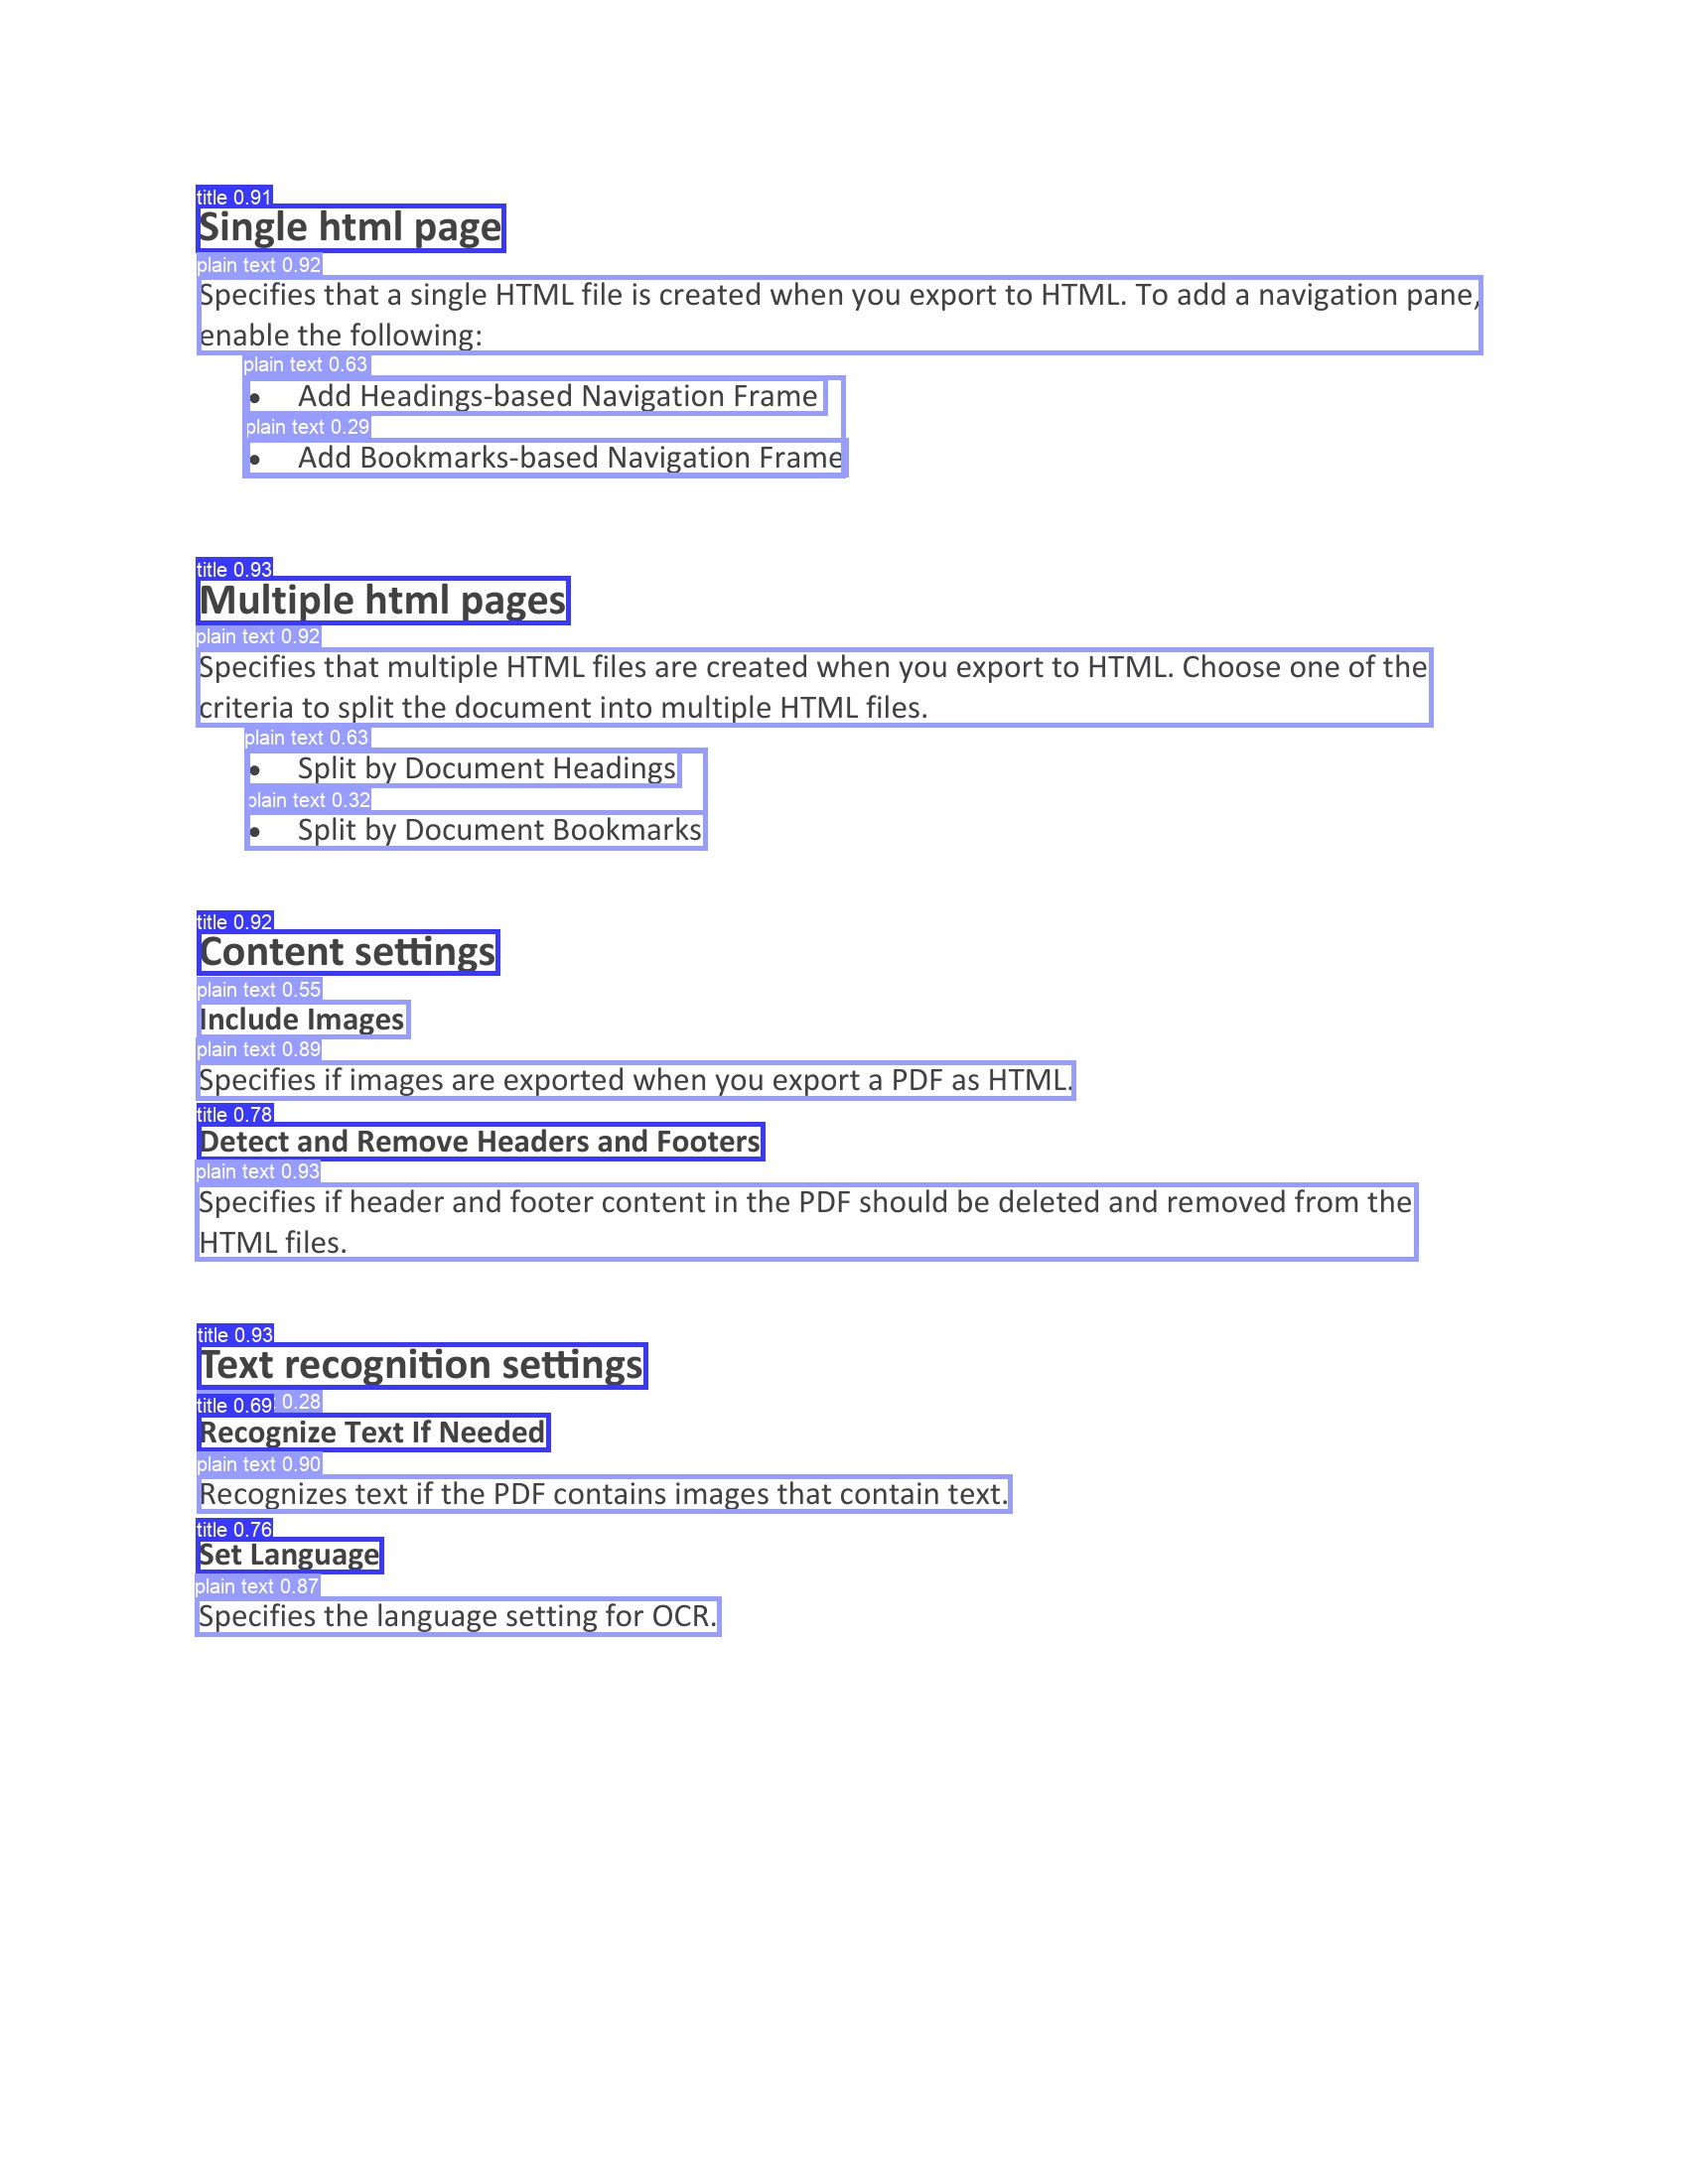 title 0.91
Single html page
plain text 0.92
Specifies that a single HTML file is created when you export to HTML. To add a navigation pane,
enable the following:
plain text 0.63
• Add Headings-based Navigation Frame
plain text 0.29
• Add Bookmarks-based Navigation Frame
title 0.93
Multiple html pages
plain text 0.92
Specifies that multiple HTML files are created when you export to HTML. Choose one of the
criteria to split the document into multiple HTML files.
plain text 0.63
• Split by Document Headings
plain text 0.32
• Split by Document Bookmarks
title 0.92
Content settings
plain text 0.55
Include Images
plain text 0.89
Specifies if images are exported when you export a PDF as HTML.
title 0.78
Detect and Remove Headers and Footers
plain text 0.93
Specifies if header and footer content in the PDF should be deleted and removed from the
HTML files.
title 0.93
Text recognition settings
title 0.69 0.28
Recognize Text If Needed
plain text 0.90
Recognizes text if the PDF contains images that contain text.
title 0.76
Set Language
plain text 0.87
Specifies the language setting for OCR.